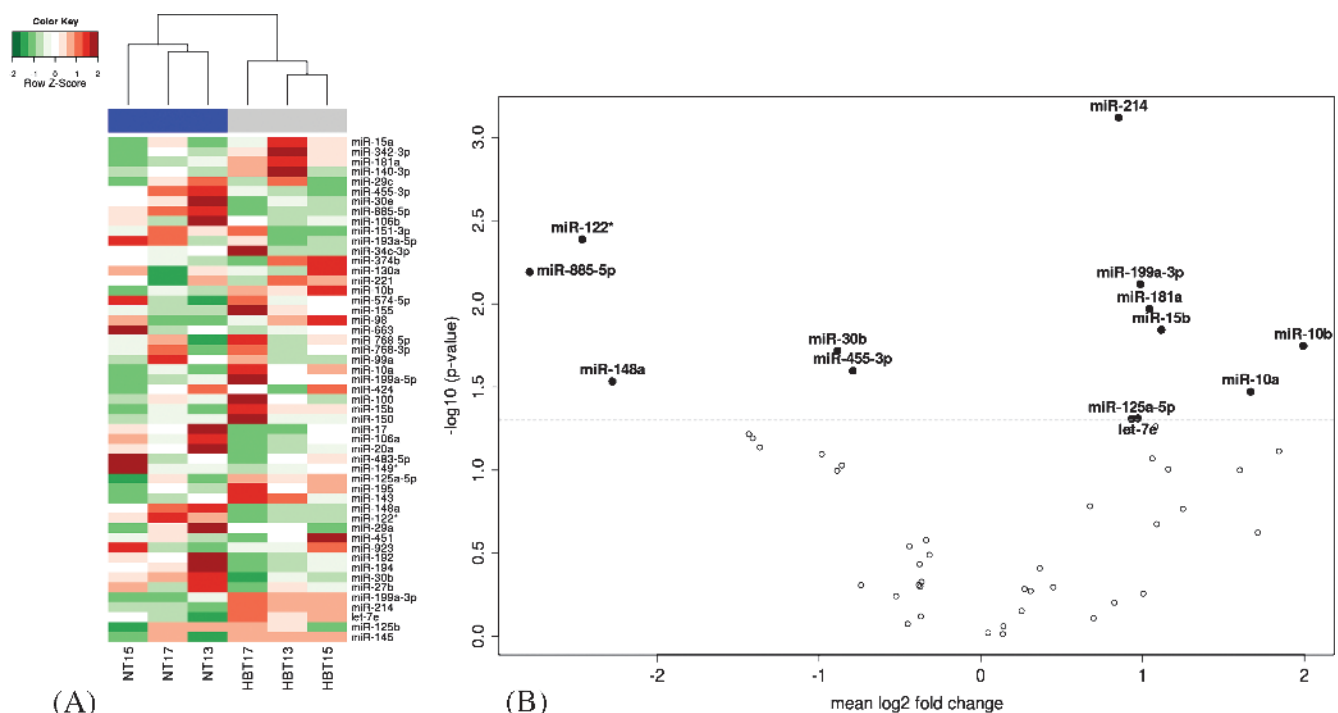 Color Key
2 1 0 1 2
Row Z-Score
miR-15a
miR-342-3p
miR-181a
miR-140-3p
miR-29c
miR-455-3p
miR-30e
miR-885-5p
miR-106b
miR-151-3p
miR-193a-5p
miR-34c-3p
miR-374b
miR-130a
miR-221
miR-10b
miR-574-5p
miR-155
miR-98
miR-663
miR-768-5p
miR-768-3p
miR-99a
miR-10a
miR-199a-5p
miR-424
miR-100
miR-15b
miR-150
miR-17
miR-106a
miR-20a
miR-483-5p
miR-149*
miR-125a-5p
miR-195
miR-143
miR-148a
miR-122*
miR-29a
miR-451
miR-923
miR-192
miR-194
miR-30b
miR-27b
miR-199a-3p
miR-214
let-7e
miR-125b
miR-145
NT15 NT17 NT13 HBT17 HBT13 HBT15
(A)
-log10 (p-value)
3.0
2.5
2.0
1.5
1.0
0.5
0.0
miR-214
miR-122*
miR-885-5p
miR-199a-3p
miR-181a
miR-15b
miR-10b
miR-30b
miR-455-3p
miR-148a
miR-10a
miR-125a-5p
let-7e
-2 -1 0 1 2
mean log2 fold change
(B)